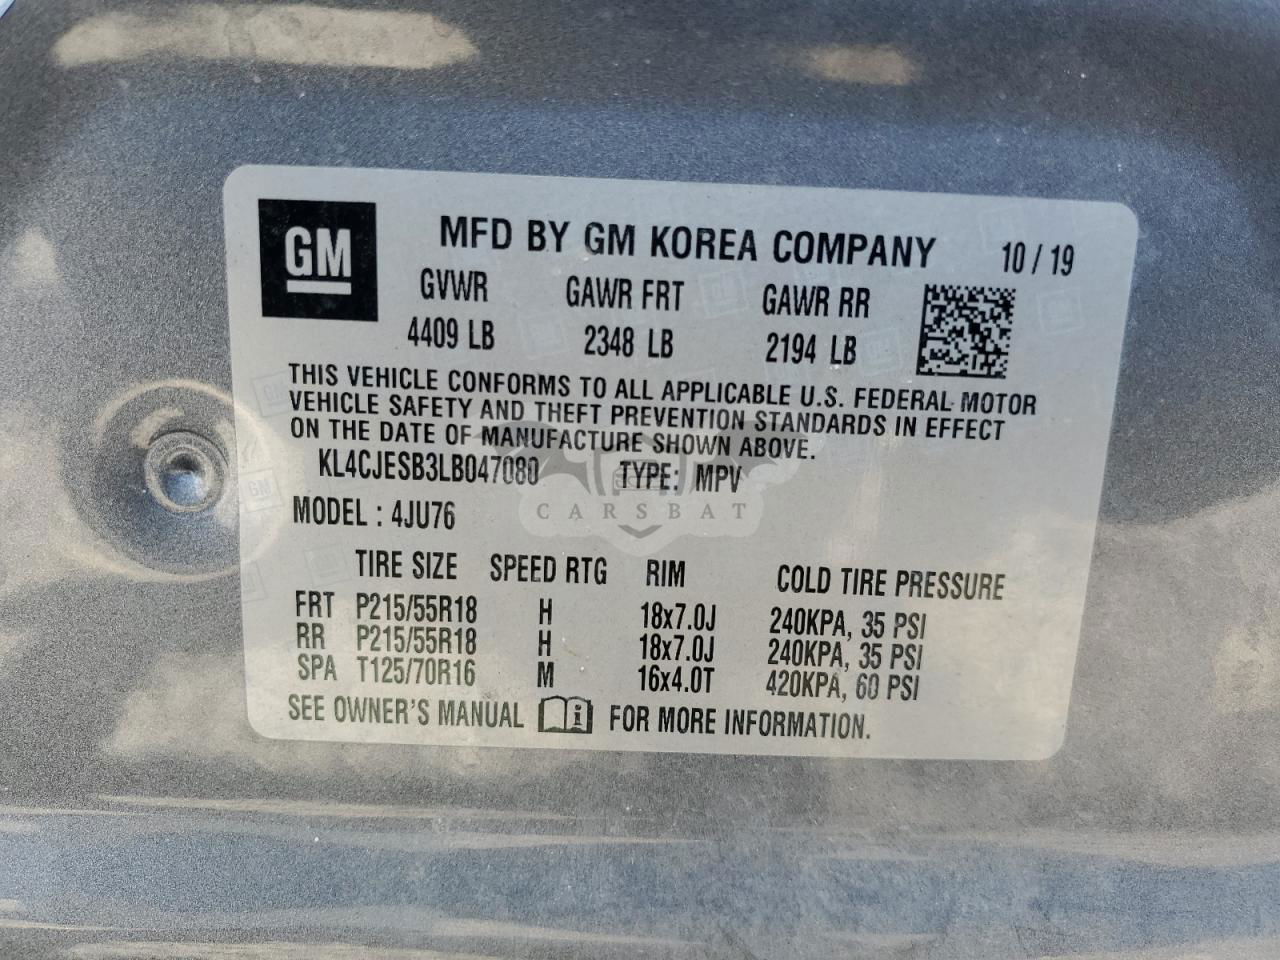 GM
MFD BY GM KOREA COMPANY 10 / 19
GVWR GAWR FRT GAWR RR
4409 LB 2348 LB 2194 LB
THIS VEHICLE CONFORMS TO ALL APPLICABLE U.S. FEDERAL MOTOR
VEHICLE SAFETY AND THEFT PREVENTION STANDARDS IN EFFECT
ON THE DATE OF MANUFACTURE SHOWN ABOVE.
KL4CJESB3LB047080 TYPE: MPV
CARSBAT
MODEL : 4JU76
TIRE SIZE SPEED RTG RIM COLD TIRE PRESSURE
FRT P215/55R18 H 18x7.0J 240KPA, 35 PSI
RR P215/55R18 H 18x7.0J 240KPA, 35 PSI
SPA T125/70R16 M 16x4.0T 420KPA, 60 PSI
SEE OWNER'S MANUAL FOR MORE INFORMATION.